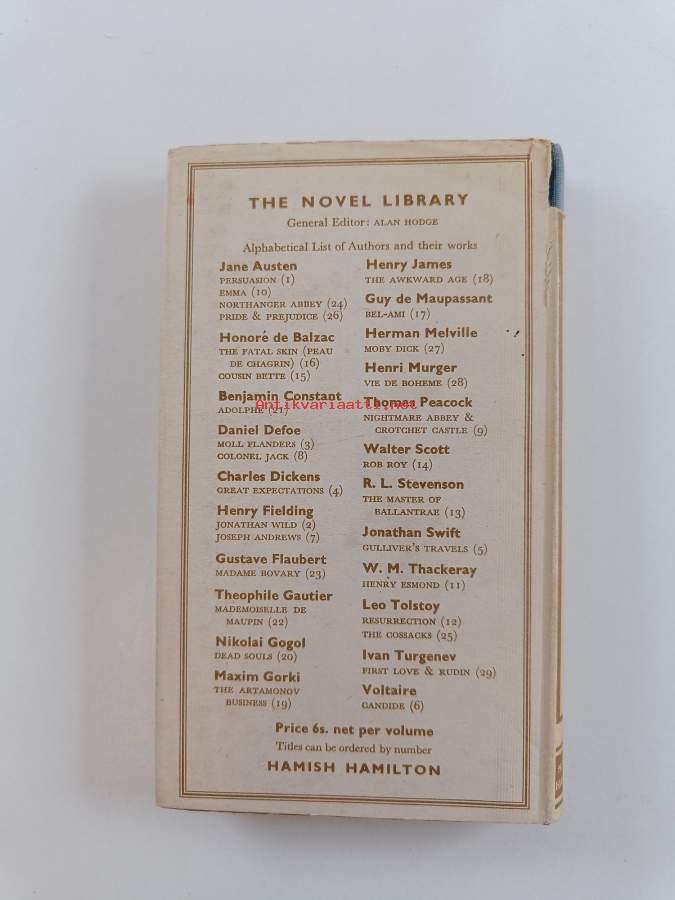 THE NOVEL LIBRARY
General Editor: ALAN HODGE
Alphabetical List of Authors and their works
Jane Austen
PERSUASION (1)
EMMA (10)
NORTHANGER ABBEY (24)
PRIDE & PREJUDICE (26)
Honoré de Balzac
THE FATAL SKIN (PEAU
DE CHAGRIN) (16)
COUSIN BETTE (15)
Benjamin Constant
ADOLPHE (21)
Daniel Defoe
MOLL FLANDERS (3)
COLONEL JACK (8)
Charles Dickens
GREAT EXPECTATIONS (4)
Henry Fielding
JONATHAN WILD (2)
JOSEPH ANDREWS (7)
Gustave Flaubert
MADAME BOVARY (23)
Theophile Gautier
MADEMOISELLE DE
MAUPIN (22)
Nikolai Gogol
DEAD SOULS (20)
Maxim Gorki
THE ARTAMONOV
BUSINESS (19)
Henry James
THE AWKWARD AGE (18)
Guy de Maupassant
BEL-AMI (17)
Herman Melville
MOBY DICK (27)
Henri Murger
VIE DE BOHEME (28)
Thomas Peacock
NIGHTMARE ABBEY &
CROTCHET CASTLE (9)
Walter Scott
ROB ROY (14)
R. L. Stevenson
THE MASTER OF
BALLANTRAE (13)
Jonathan Swift
GULLIVER'S TRAVELS (5)
W. M. Thackeray
HENRY ESMOND (11)
Leo Tolstoy
RESURRECTION (12)
THE COSSACKS (25)
Ivan Turgenev
FIRST LOVE & RUDIN (29)
Voltaire
CANDIDE (6)
Price 6s. net per volume
Titles can be ordered by number
HAMISH HAMILTON
Antikvariaatti.net